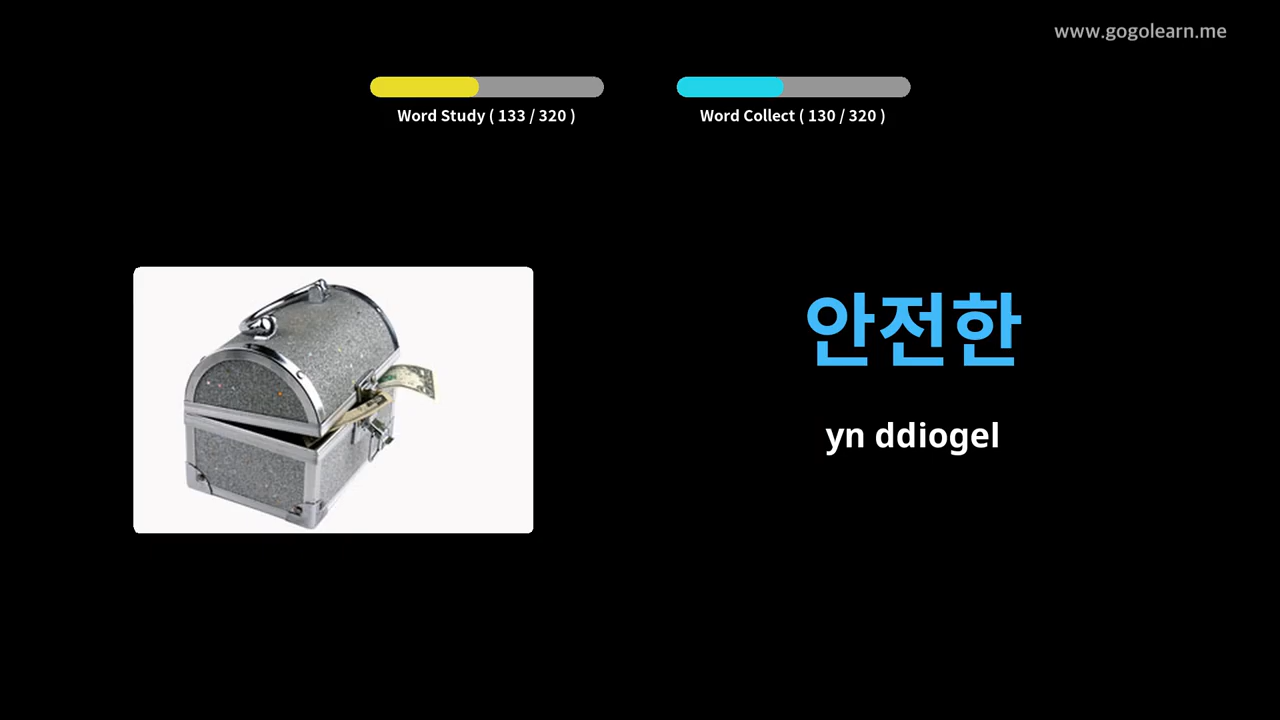 www.gogolearn.me
Word Study ( 133 / 320 )
Word Collect ( 130 / 320 )
안전한
yn ddiogel